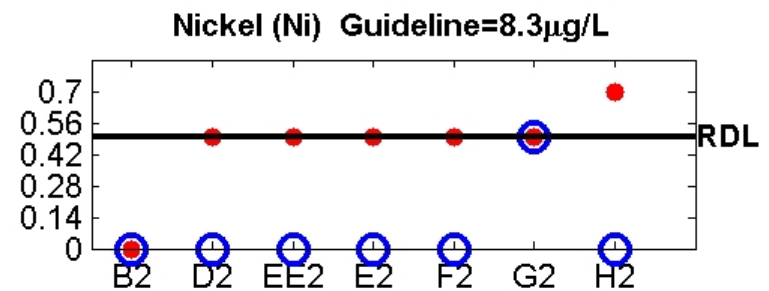 Nickel (Ni) Guideline=8.3µg/L
0.7
0.56
RDL
0.42
0.28
0.14
0
B2 D2 EE2 E2 F2 G2 H2